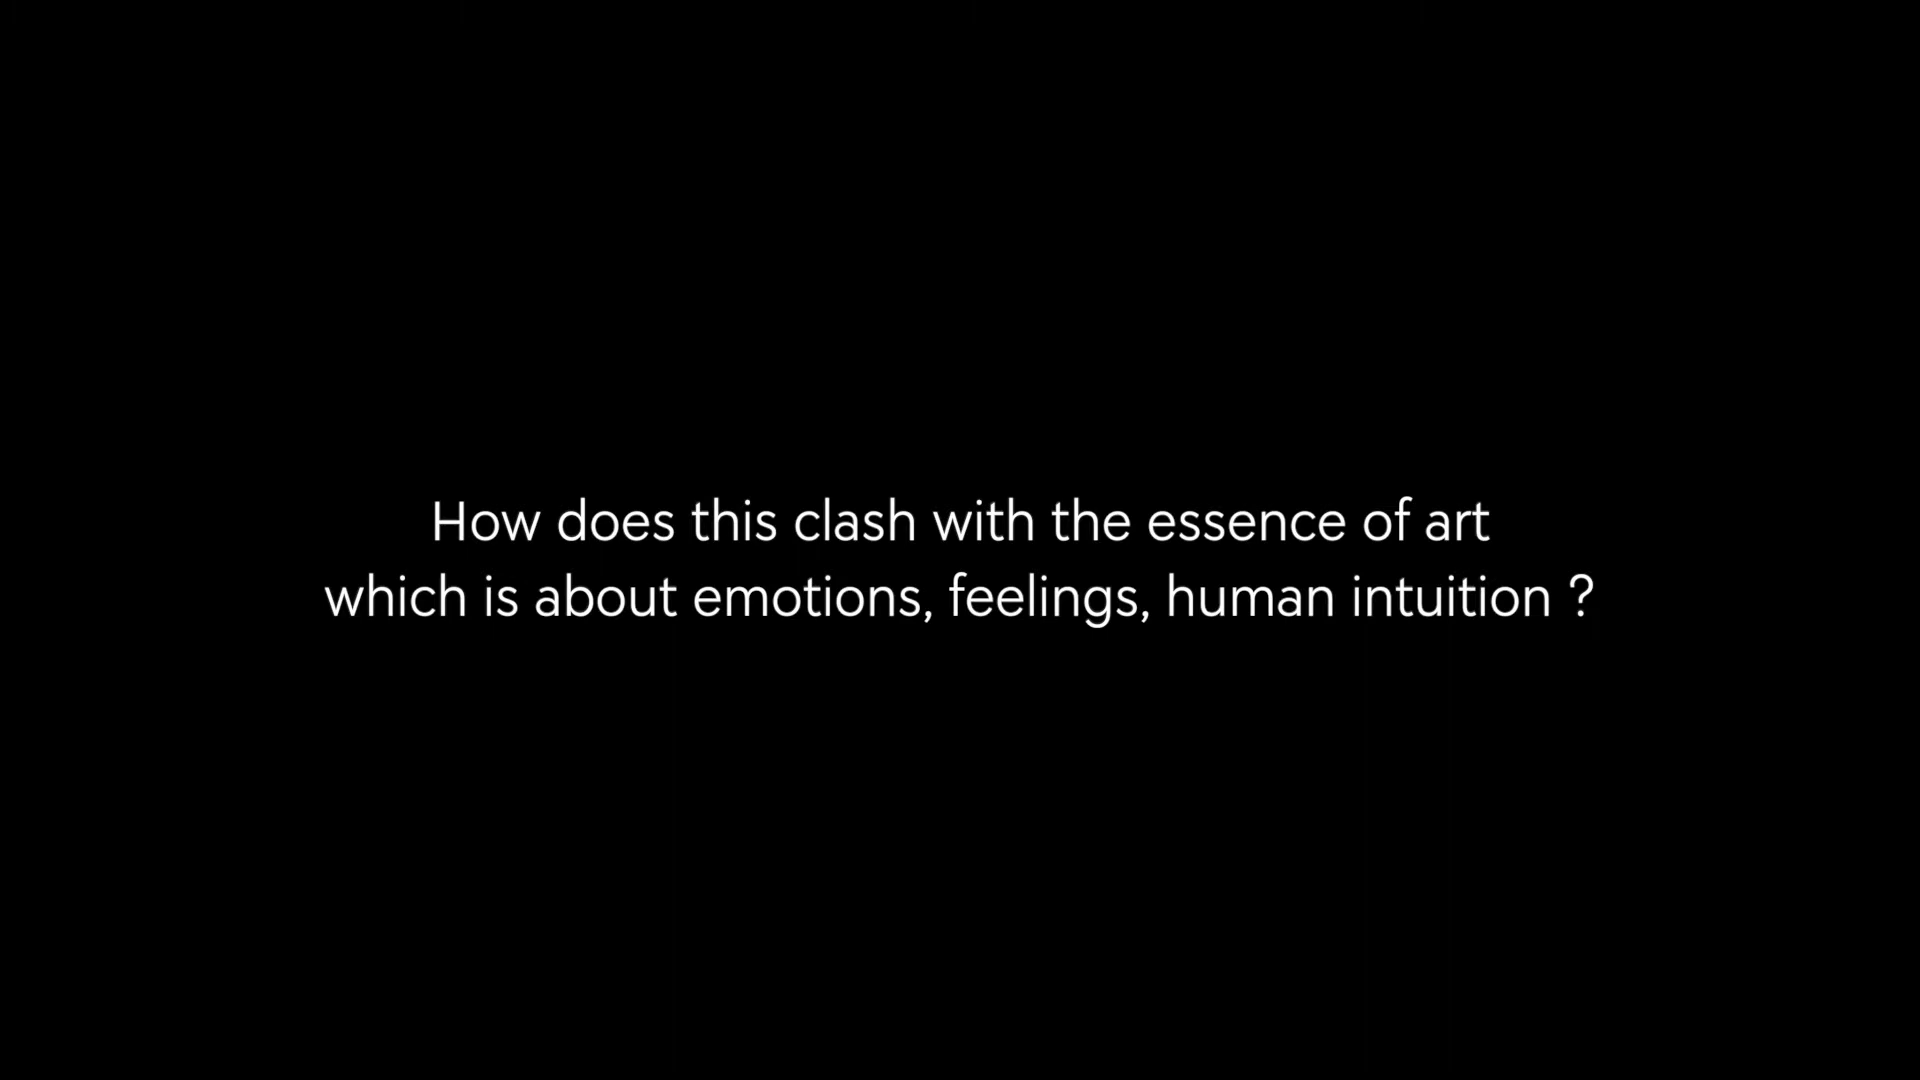 How does this clash with the essence of art
which is about emotions, feelings, human intuition ?